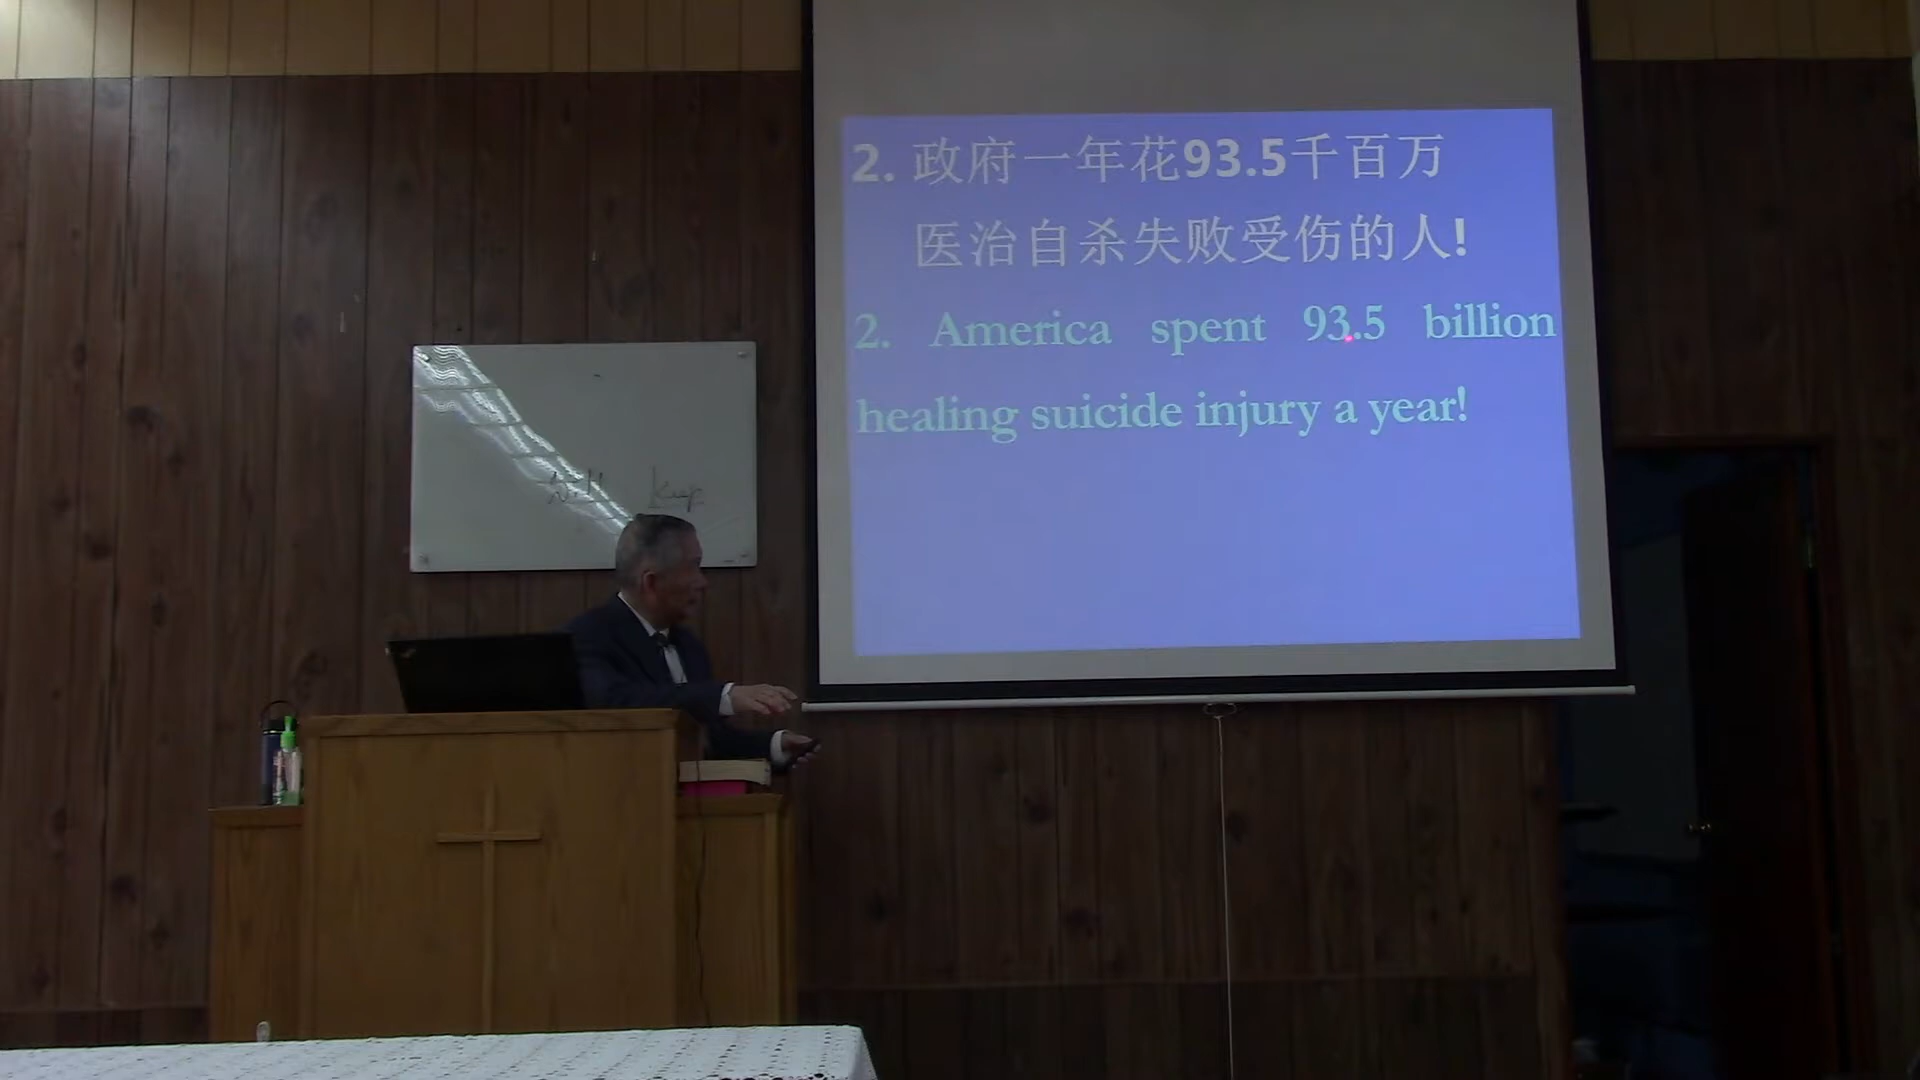 2. 政府一年花93.5千百万
医治自杀失败受伤的人!
2. America spent 93.5 billion
healing suicide injury a year!